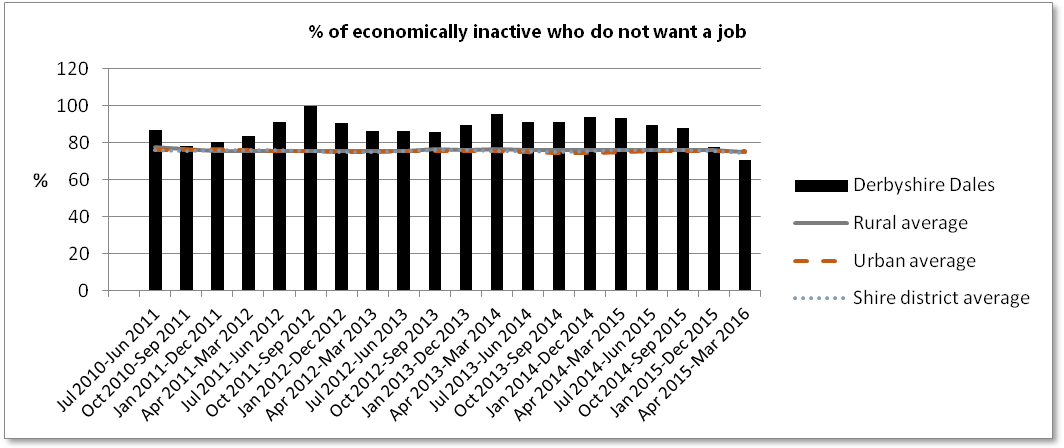 % of economically inactive who do not want a job
120
100
80
60
40
20
0
%
Jul 2010-Jun 2011
Oct 2010-Sep 2011
Jan 2011-Dec 2011
Apr 2011-Mar 2012
Jul 2011-Jun 2012
Oct 2011-Sep 2012
Jan 2012-Dec 2012
Apr 2012-Mar 2013
Jul 2012-Jun 2013
Oct 2012-Sep 2013
Jan 2013-Dec 2013
Apr 2013-Mar 2014
Jul 2013-Jun 2014
Oct 2013-Sep 2014
Jan 2014-Dec 2014
Apr 2014-Mar 2015
Jul 2014-Jun 2015
Oct 2014-Sep 2015
Jan 2015-Dec 2015
Apr 2015-Mar 2016
Derbyshire Dales
Rural average
Urban average
Shire district average